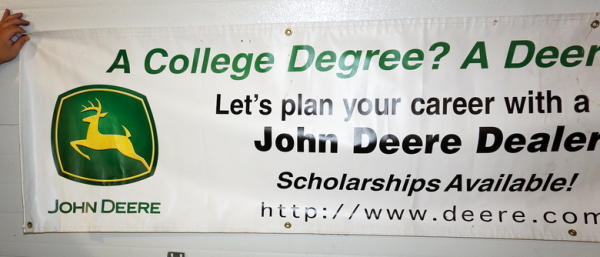 A College Degree? A Deer
Let's plan your career with a
John Deere Dealer
Scholarships Available!
http://www.deere.com
JOHN DEERE